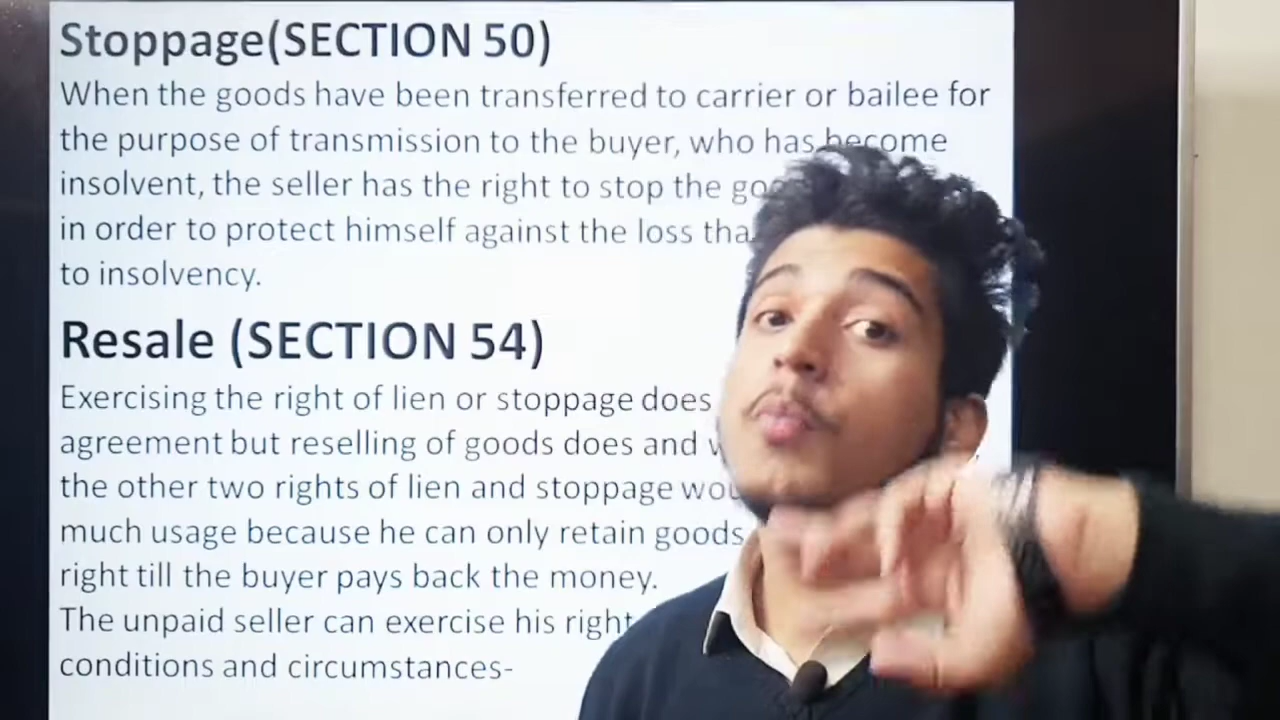 Stoppage(SECTION 50)
When the goods have been transferred to carrier or bailee for
the purpose of transmission to the buyer, who has become
insolvent, the seller has the right to stop the
in order to protect himself against the loss
to insolvency.
Resale (SECTION 54)
Exercising the right of lien or stoppage does
agreement but reselling of goods does and
the other two rights of lien and stoppage
much usage because he can only retain goods
right till the buyer pays back the money.
The unpaid seller can exercise his right
conditions and circumstances-